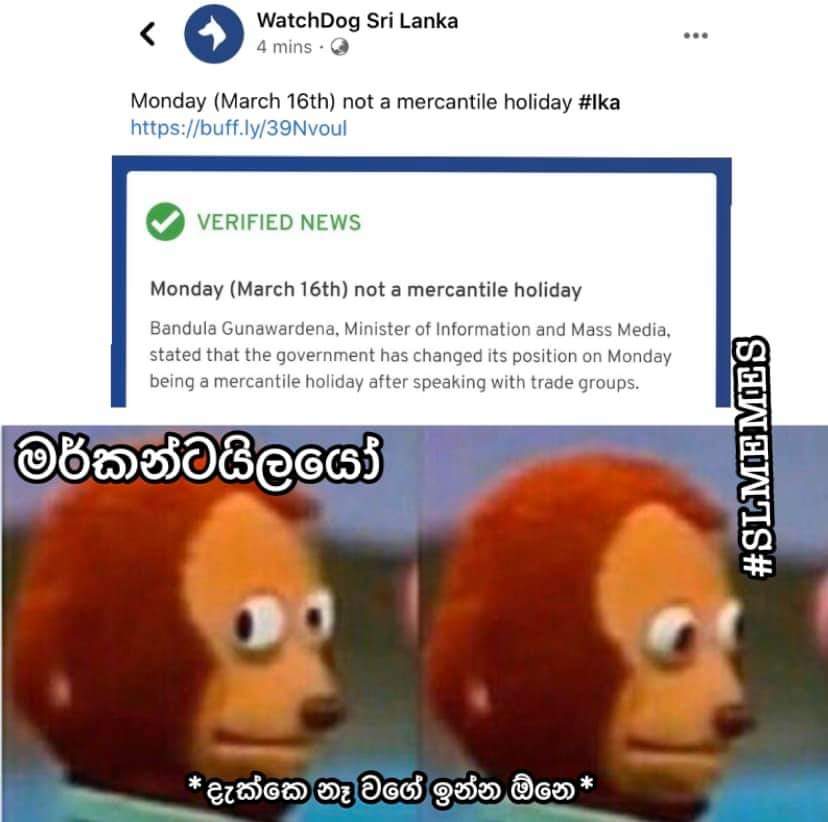 WatchDog Sri Lanka
4 mins ·
Monday (March 16th) not a mercantile holiday #lka
https://buff.ly/39Nvoul
VERIFIED NEWS
Monday (March 16th) not a mercantile holiday
Bandula Gunawardena, Minister of Information and Mass Media,
stated that the government has changed its position on Monday
being a mercantile holiday after speaking with trade groups.
#SLMEMES
මර්කන්ටයිලයෝ
*දැක්කෙ නෑ වගේ ඉන්න ඕනෙ*